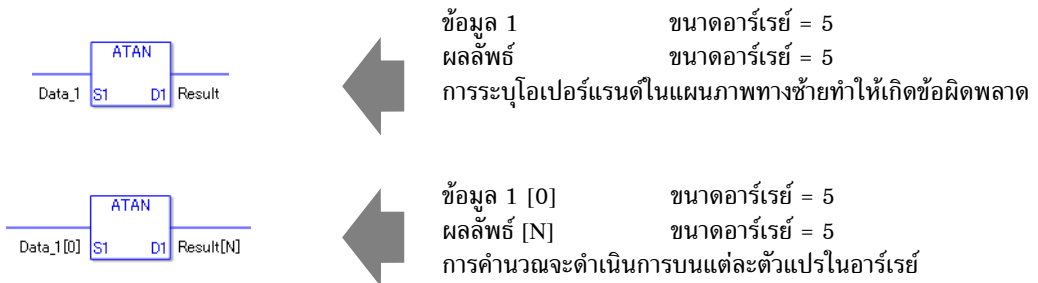 ATAN
Data_1 S1 D1 Result
ข้อมูล 1 ขนาดอาร์เรย์ = 5
ผลลัพธ์ ขนาดอาร์เรย์ = 5
การระบุโอเปอร์แรนด์ในแผนภาพทางซ้ายทำให้เกิดข้อผิดพลาด
ATAN
Data_1[0] S1 D1 Result[N]
ข้อมูล 1 [0] ขนาดอาร์เรย์ = 5
ผลลัพธ์ [N] ขนาดอาร์เรย์ = 5
การคำนวณจะดำเนินการบนแต่ละตัวแปรในอาร์เรย์